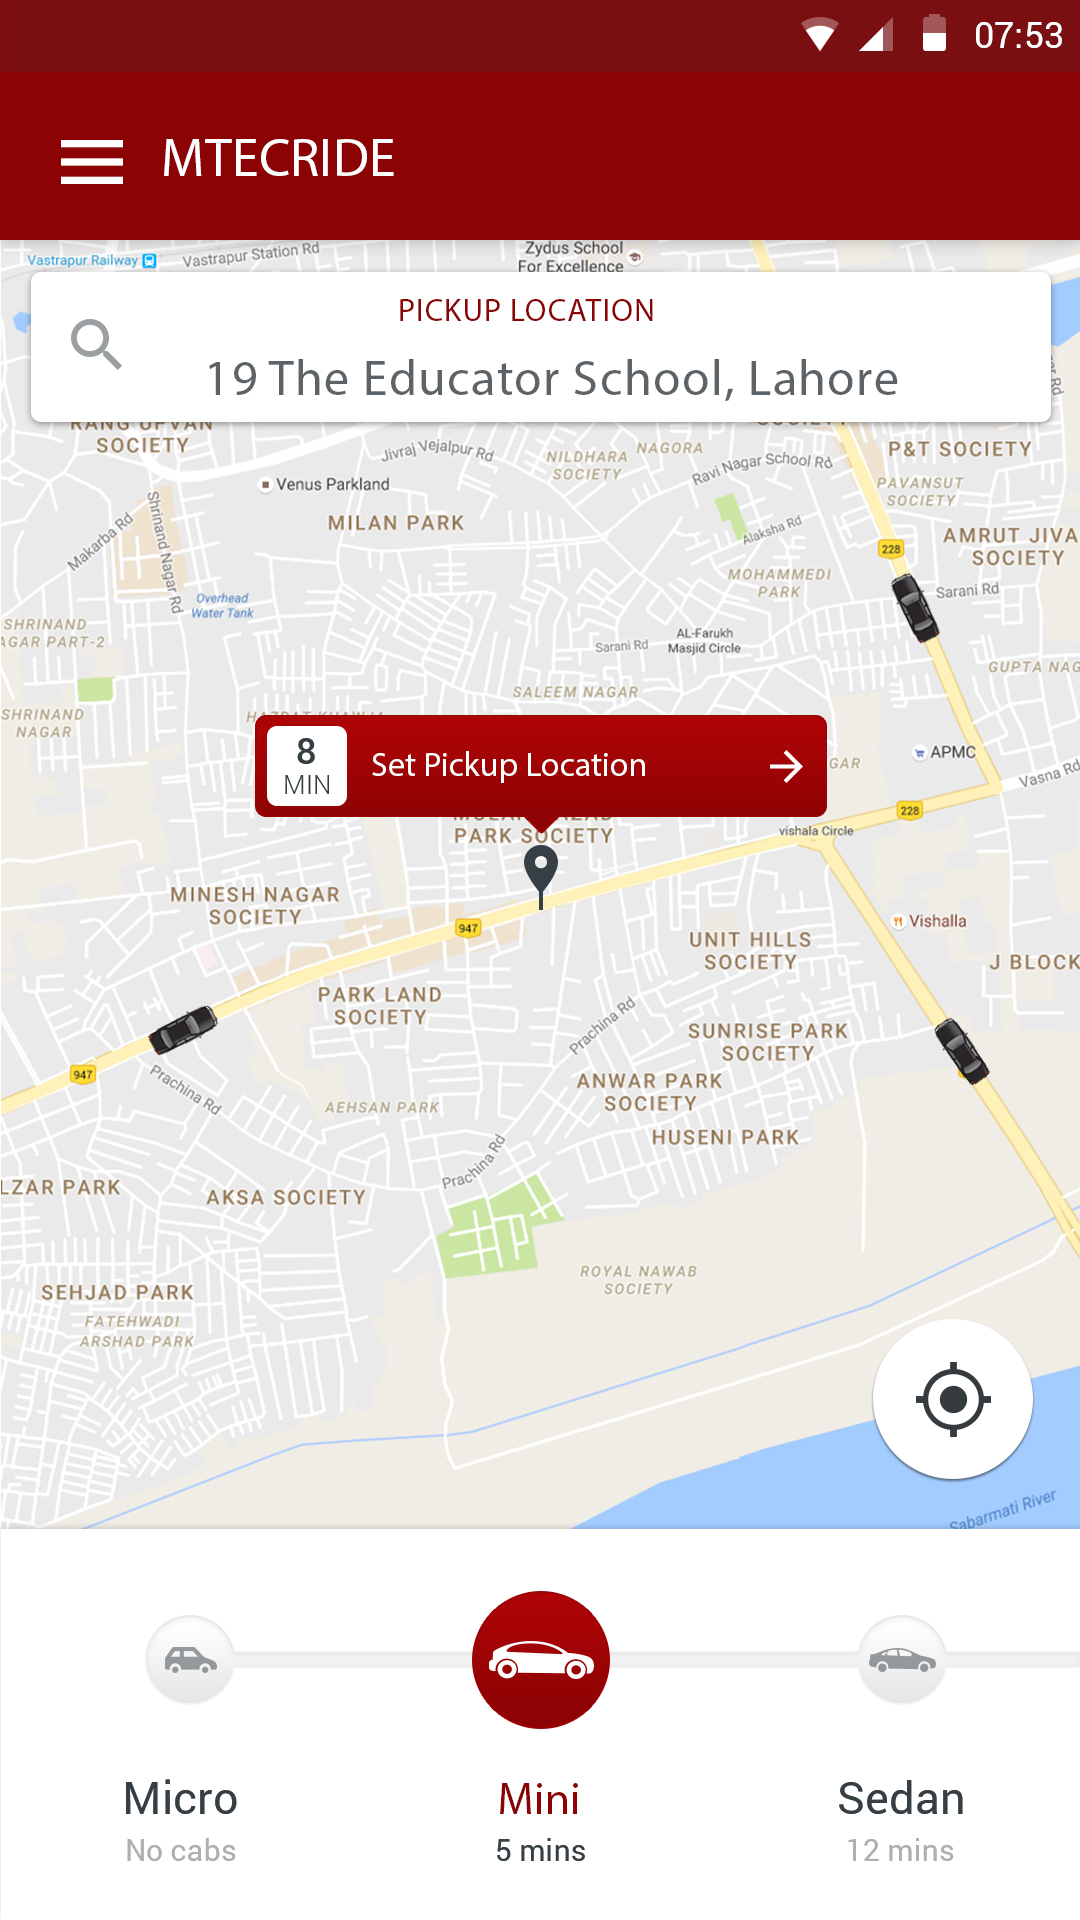 07:53
MTECRIDE
Zydus School
For Excellence
Vastrapur Railway
Vastrapur Station Rd
PICKUP LOCATION
19 The Educator School, Lahore
RANG UPVAN
SOCIETY
Jivraj Vejalpur Rd
NILDHARA
SOCIETY
NAGORA
SOCIETY
Ravi Nagar School Rd
P&T SOCIETY
PAVANSUT
SOCIETY
Venus Parkland
MILAN PARK
Makarba Rd
Shrinand Nagar Rd
Alaksha Rd
228
AMRUT JIVA
SOCIETY
MOHAMMEDI
PARK
Sarani Rd
Overhead
Water Tank
SHRINAND
AGAR PART-2
Sarani Rd
AL-Farukh
Masjid Circle
GUPTA NAG
SALEEM NAGAR
SHRINAND
NAGAR
8
MIN
Set Pickup Location
GAR
APMC
Vasna Rd
228
PARK SOCIETY
vishala Circle
MINESH NAGAR
SOCIETY
947
Vishalla
UNIT HILLS
SOCIETY
J BLOCK
PARK LAND
SOCIETY
Prachina Rd
SUNRISE PARK
SOCIETY
947
Prachina Rd
ANWAR PARK
SOCIETY
AEHSAN PARK
HUSENI PARK
Prachina Rd
LZAR PARK
AKSA SOCIETY
ROYAL NAWAB
SOCIETY
SEHJAD PARK
FATEHWADI
ARSHAD PARK
Sabarmati River
Micro
Mini
Sedan
No cabs
5 mins
12 mins